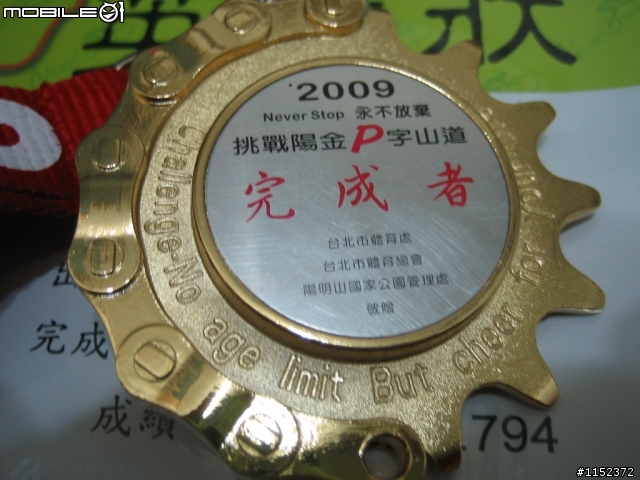 MOBILE01
狀
2009
Never Stop 永不放棄
挑戰陽金P字山道
完成者
台北市體育處
台北市體育總會
陽明山國家公園管理處
敬贈
Challenge-No age limit But cheer for you
完成
成績
.794
#1152372